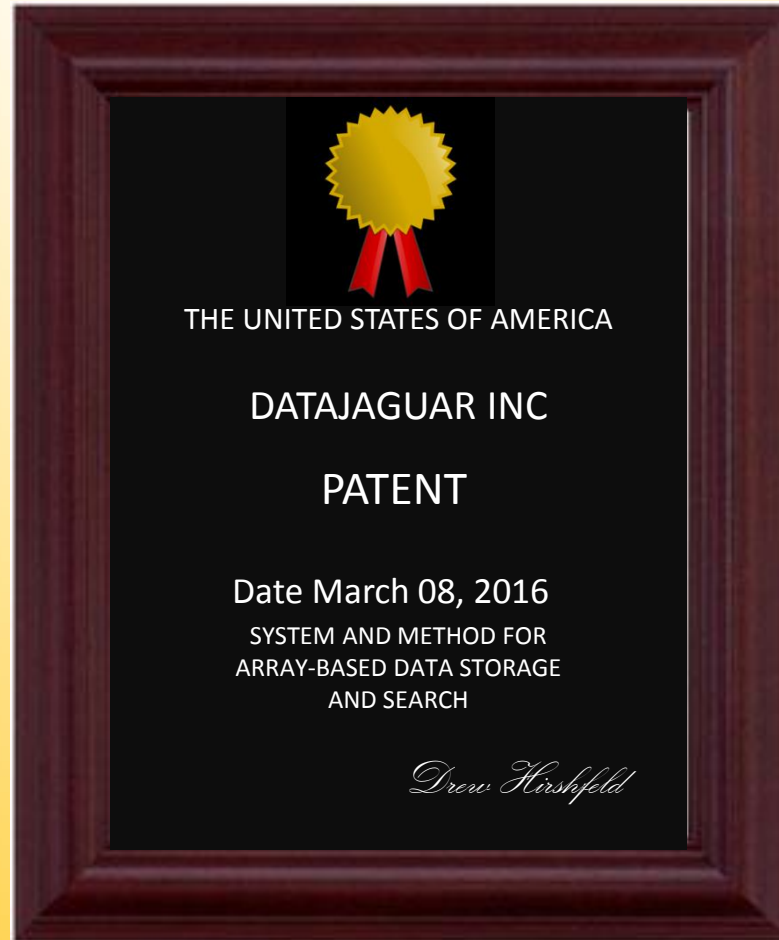 THE UNITED STATES OF AMERICA
DATAJAGUAR INC
PATENT
Date March 08, 2016
SYSTEM AND METHOD FOR
ARRAY-BASED DATA STORAGE
AND SEARCH
Drew Hirshfeld